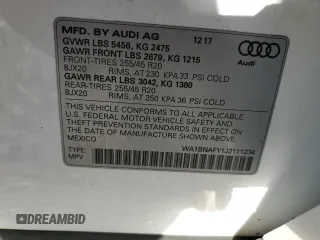 MFD. BY AUDI AG 12 17
GVWR LBS 5456, KG 2475
GAWR FRONT LBS 2679, KG 1215
FRONT-TIRES 255/45 R20
8JX20 RIMS, AT 230 KPA 33 PSI COLD
GAWR REAR LBS 3042, KG 1380
REAR-TIRES 255/45 R20
8JX20 RIMS, AT 250 KPA 36 PSI COLD
THIS VEHICLE CONFORMS TO ALL APPLICABLE
U.S. FEDERAL MOTOR VEHICLE SAFETY, BUMPER AND
THEFT PREVENTION STANDARDS IN EFFECT ON THE DATE OF
MANUFACTURE SHOWN ABOVE.
MEXICO
TYPE: WA1BNAFY1J2111234
MPV
DREAMBID